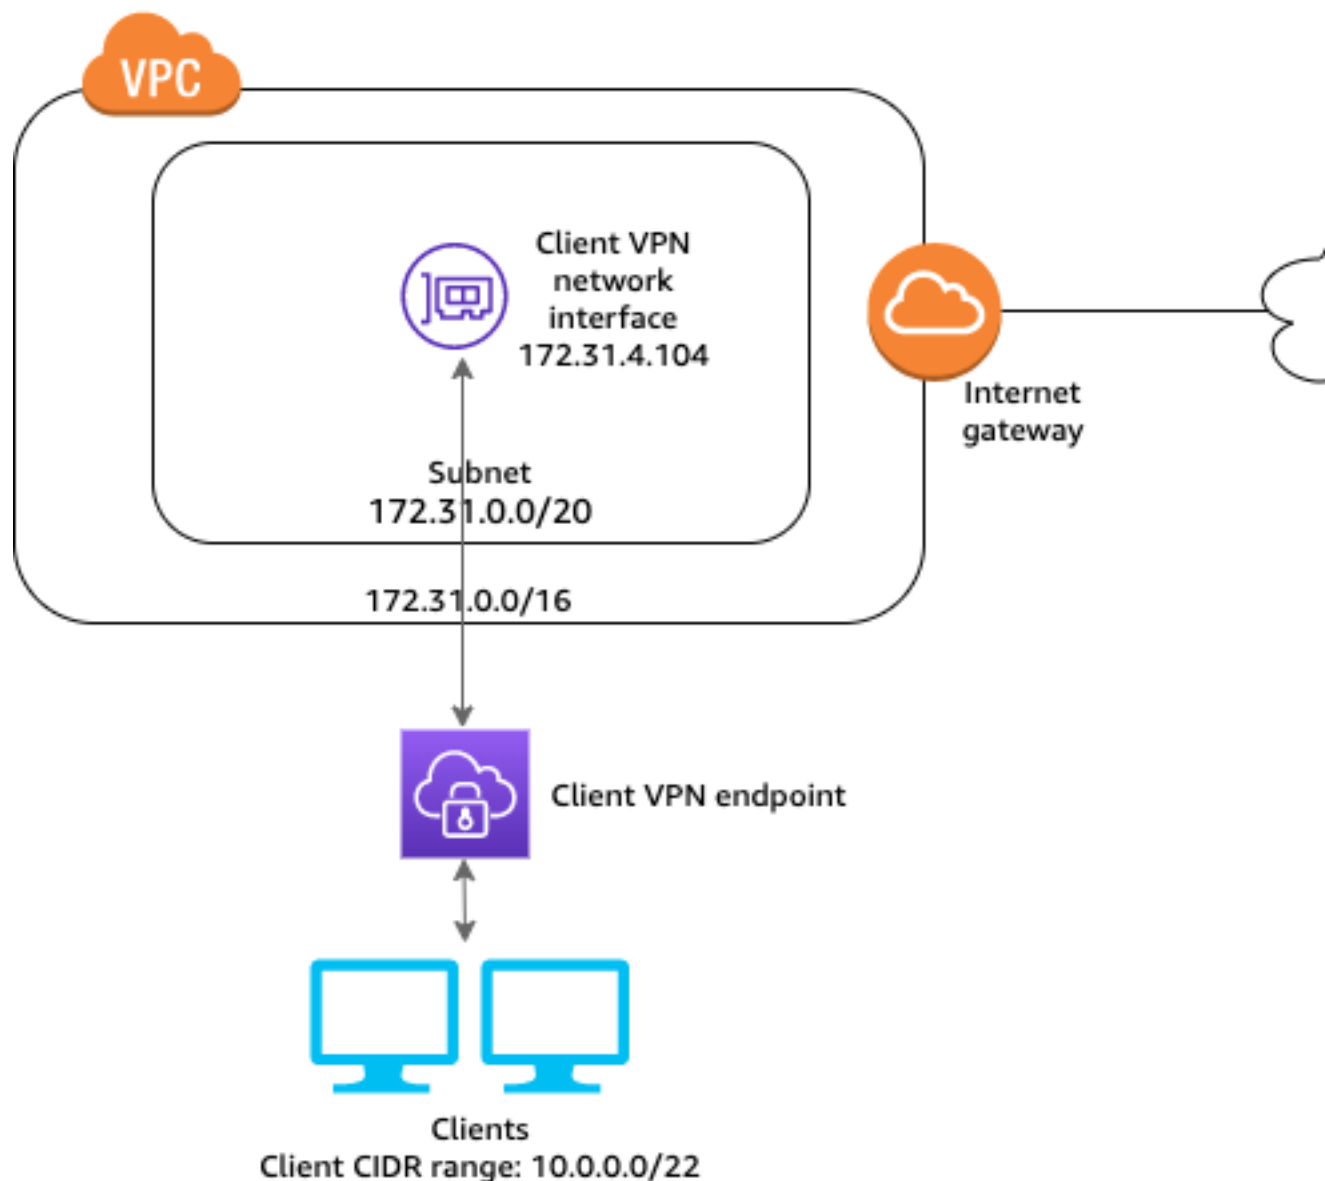 VPC
Client VPN
network
interface
172.31.4.104
Internet
gateway
Subnet
172.31.0.0/20
172.31.0.0/16
Client VPN endpoint
Clients
Client CIDR range: 10.0.0.0/22